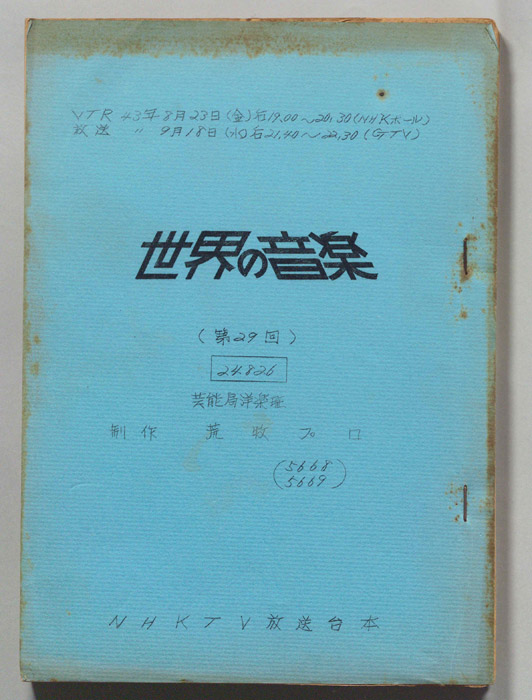 VTR 43年8月23日(金)后19.00〜20.30(NHKホール)
放送 〃 9月18日(水)后21.40〜22.30(GTV)
世界の音楽
(第29回)
24.826
芸能局洋楽班
制作 荒牧プロ
(5668
5669)
NHKTV放送台本